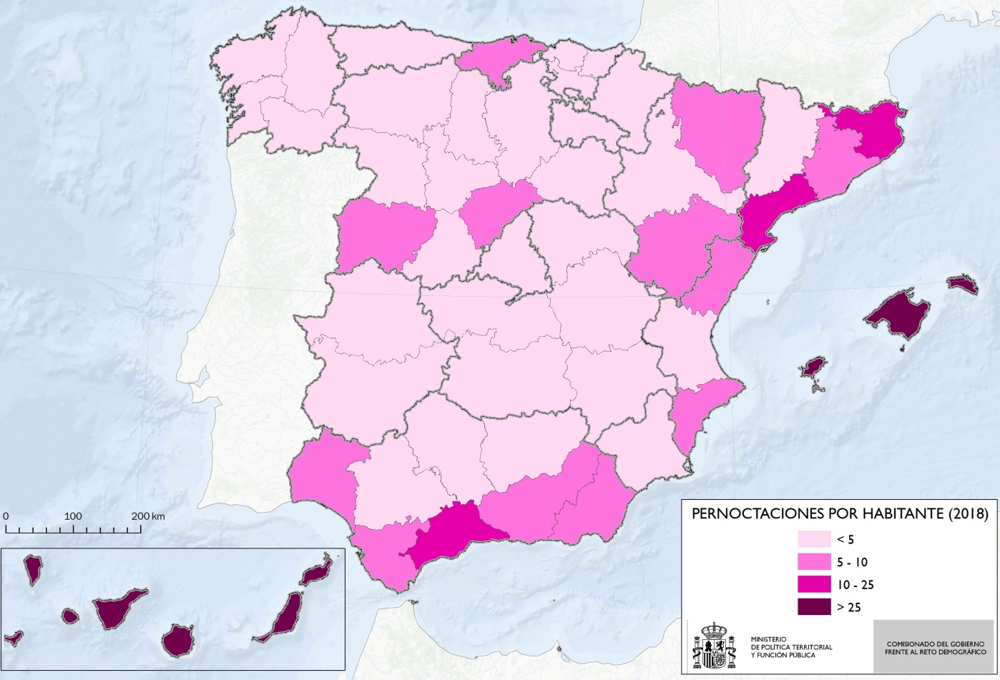 0 100 200 km
PERNOCTACIONES POR HABITANTE (2018)
< 5
5 - 10
10 - 25
> 25
MINISTERIO
DE POLÍTICA TERRITORIAL
Y FUNCIÓN PÚBLICA
COMISIONADO DEL GOBIERNO
FRENTE AL RETO DEMOGRÁFICO